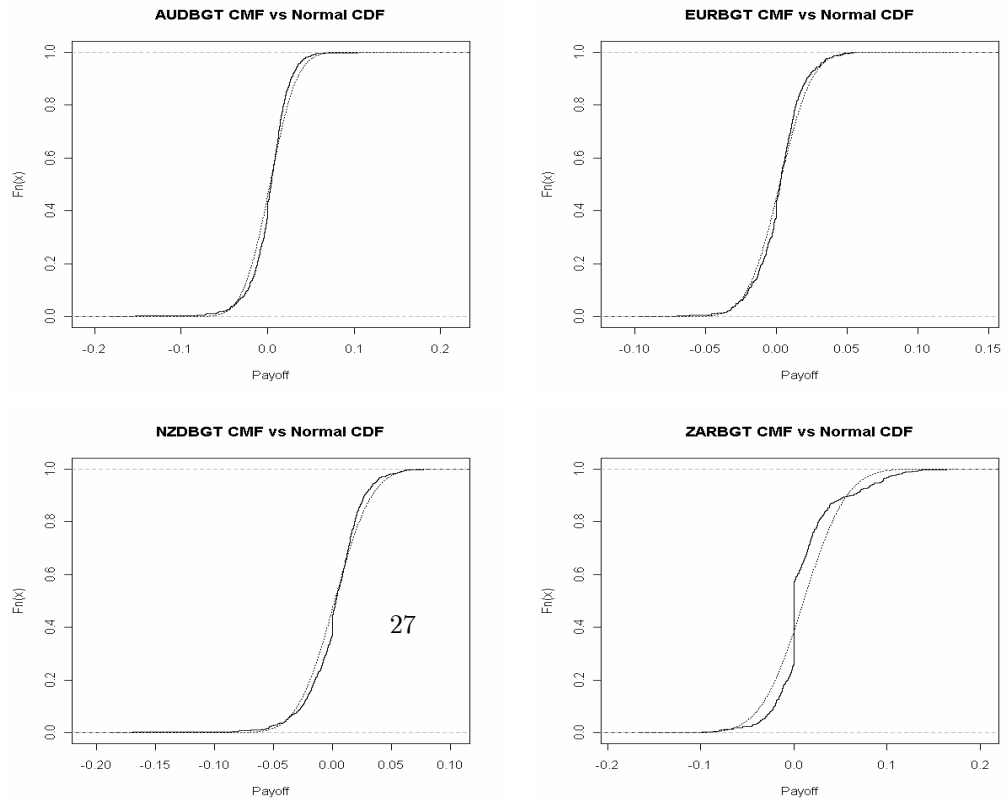 AUDBGT CMF vs Normal CDF
Fn(x)
1.0
0.8
0.6
0.4
0.2
0.0
-0.2 -0.1 0.0 0.1 0.2
Payoff
EURBGT CMF vs Normal CDF
Fn(x)
1.0
0.8
0.6
0.4
0.2
0.0
-0.10 -0.05 0.00 0.05 0.10 0.15
Payoff
NZDBGT CMF vs Normal CDF
Fn(x)
1.0
0.8
0.6
0.4
0.2
0.0
27
-0.20 -0.15 -0.10 -0.05 0.00 0.05 0.10
Payoff
ZARBGT CMF vs Normal CDF
Fn(x)
1.0
0.8
0.6
0.4
0.2
0.0
-0.2 -0.1 0.0 0.1 0.2
Payoff